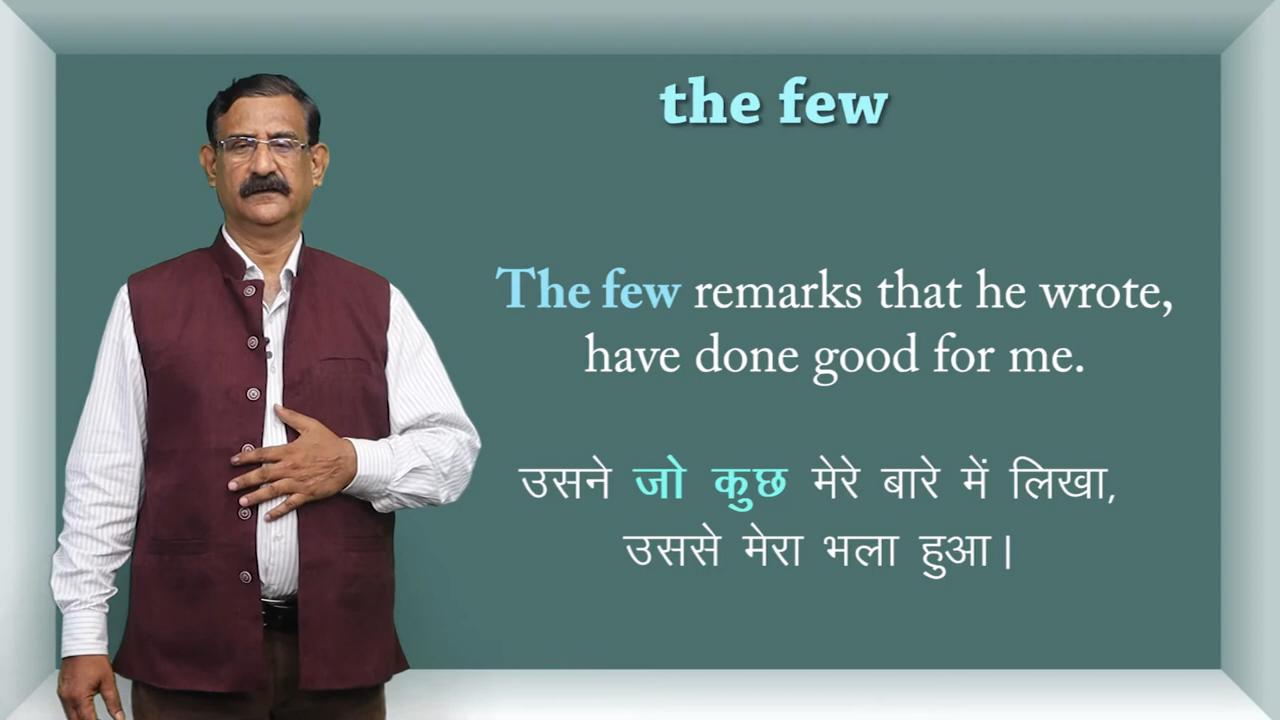 the few
The few remarks that he wrote,
have done good for me.
उसने जो कुछ मेरे बारे में लिखा,
उससे मेरा भला हुआ।